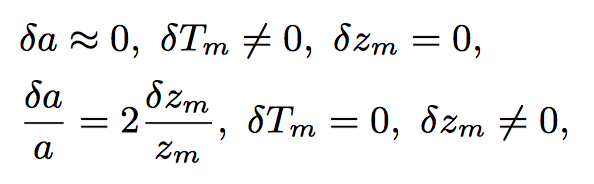 δa ≈ 0, δT_m ≠ 0, δz_m = 0,
δa/a = 2 δz_m/z_m, δT_m = 0, δz_m ≠ 0,